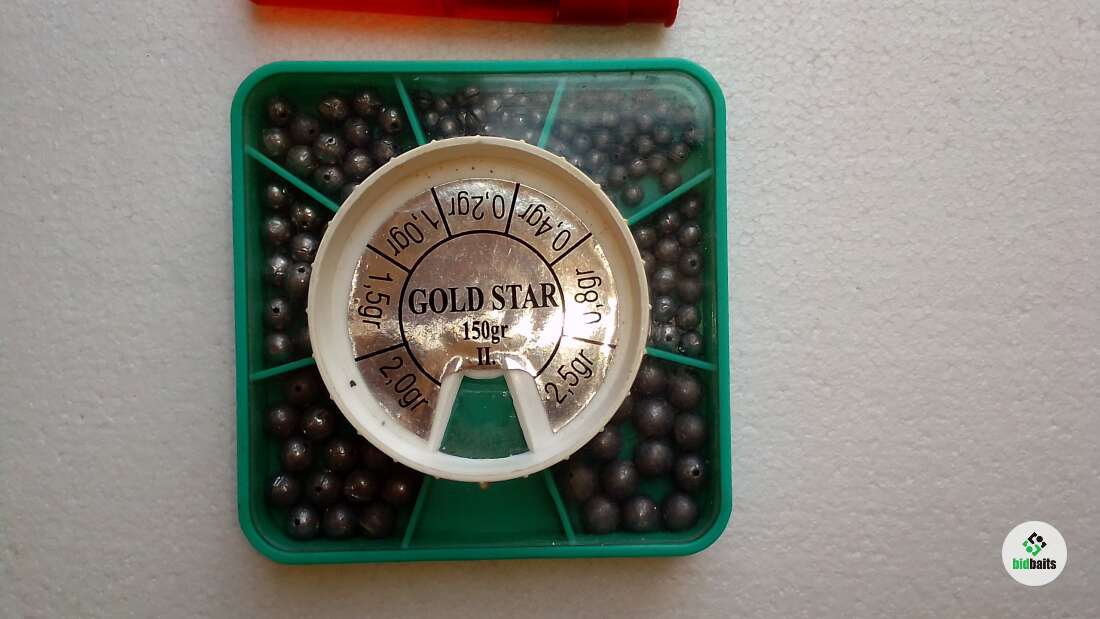 0,2gr
1,0gr
0,4gr
1,5gr
0,8gr
GOLD STAR
150gr
II.
2,0gr
2,5gr
bidbaits